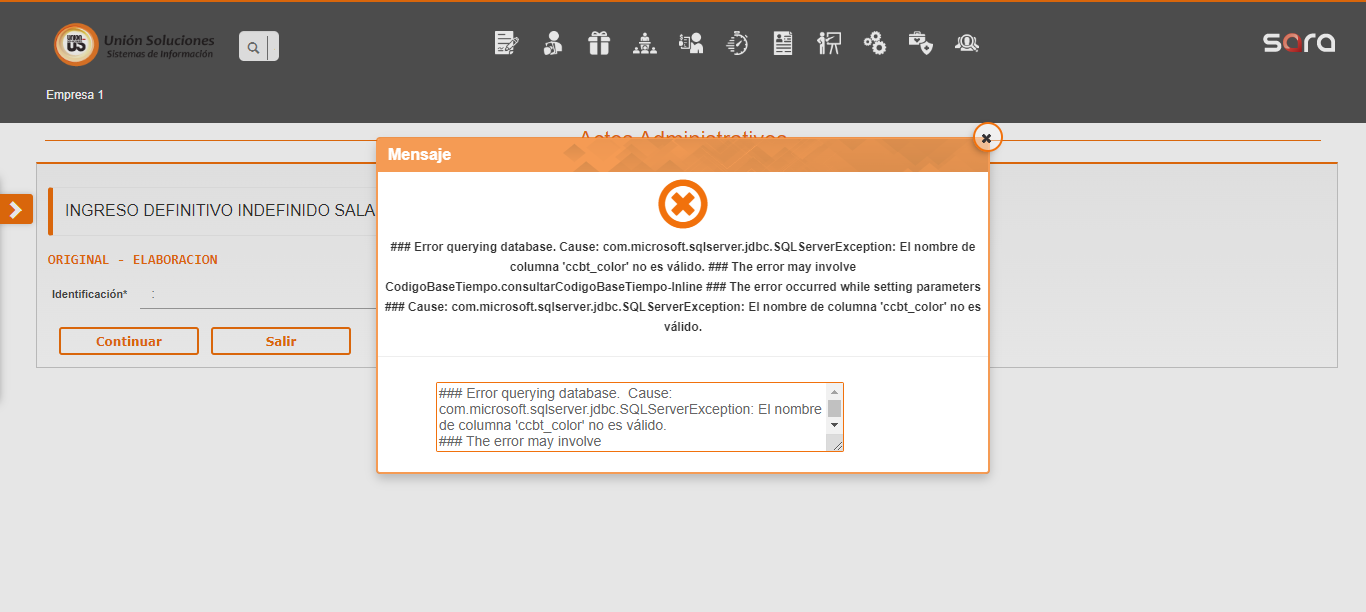 UNION
US
Unión Soluciones
Sistemas de Información
sara
Empresa 1
Actos Administrativos
Mensaje
INGRESO DEFINITIVO INDEFINIDO SALA
ORIGINAL - ELABORACION
Identificación* :
Continuar Salir
### Error querying database. Cause: com.microsoft.sqlserver.jdbc.SQLServerException: El nombre de
columna 'ccbt_color' no es válido. ### The error may involve
CodigoBaseTiempo.consultarCodigoBaseTiempo-Inline ### The error occurred while setting parameters
### Cause: com.microsoft.sqlserver.jdbc.SQLServerException: El nombre de columna 'ccbt_color' no es
válido.
### Error querying database.  Cause:
com.microsoft.sqlserver.jdbc.SQLServerException: El nombre
de columna 'ccbt_color' no es válido.
### The error may involve